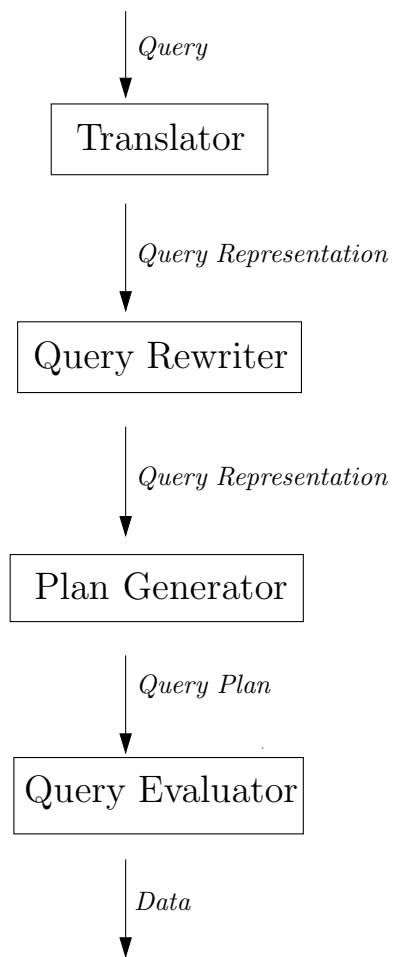 Query
Translator
Query Representation
Query Rewriter
Query Representation
Plan Generator
Query Plan
Query Evaluator
Data